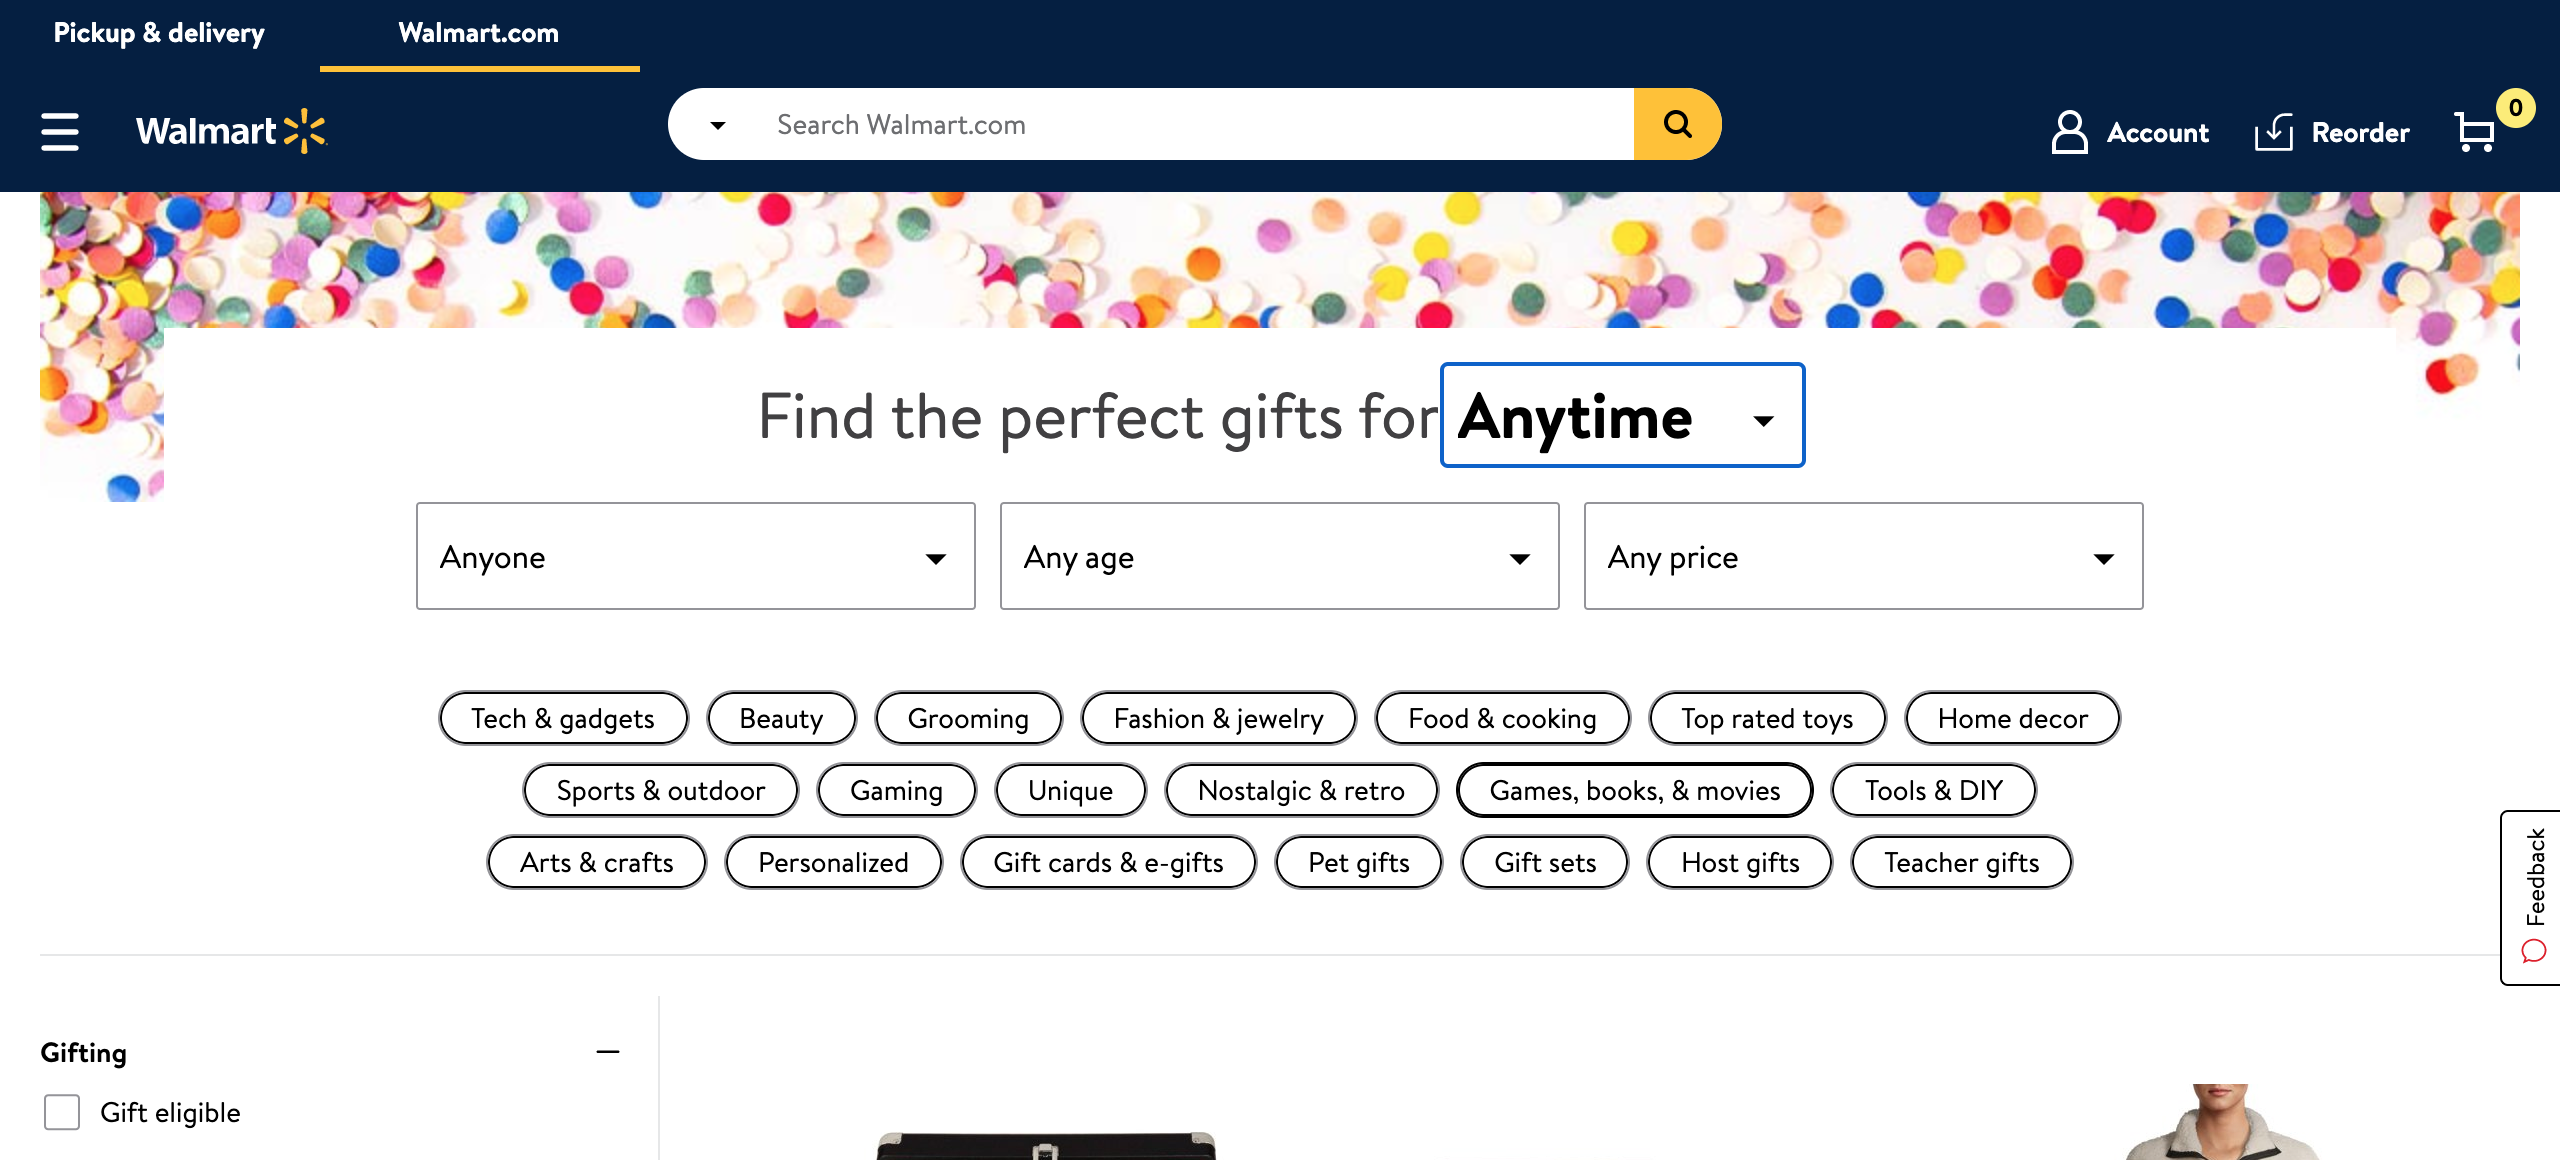 Pickup & delivery
Walmart.com
Walmart
Search Walmart.com
Account
Reorder
0
Find the perfect gifts for Anytime
Anyone
Any age
Any price
Tech & gadgets
Beauty
Grooming
Fashion & jewelry
Food & cooking
Top rated toys
Home decor
Sports & outdoor
Gaming
Unique
Nostalgic & retro
Games, books, & movies
Tools & DIY
Arts & crafts
Personalized
Gift cards & e-gifts
Pet gifts
Gift sets
Host gifts
Teacher gifts
Feedback
Gifting
Gift eligible